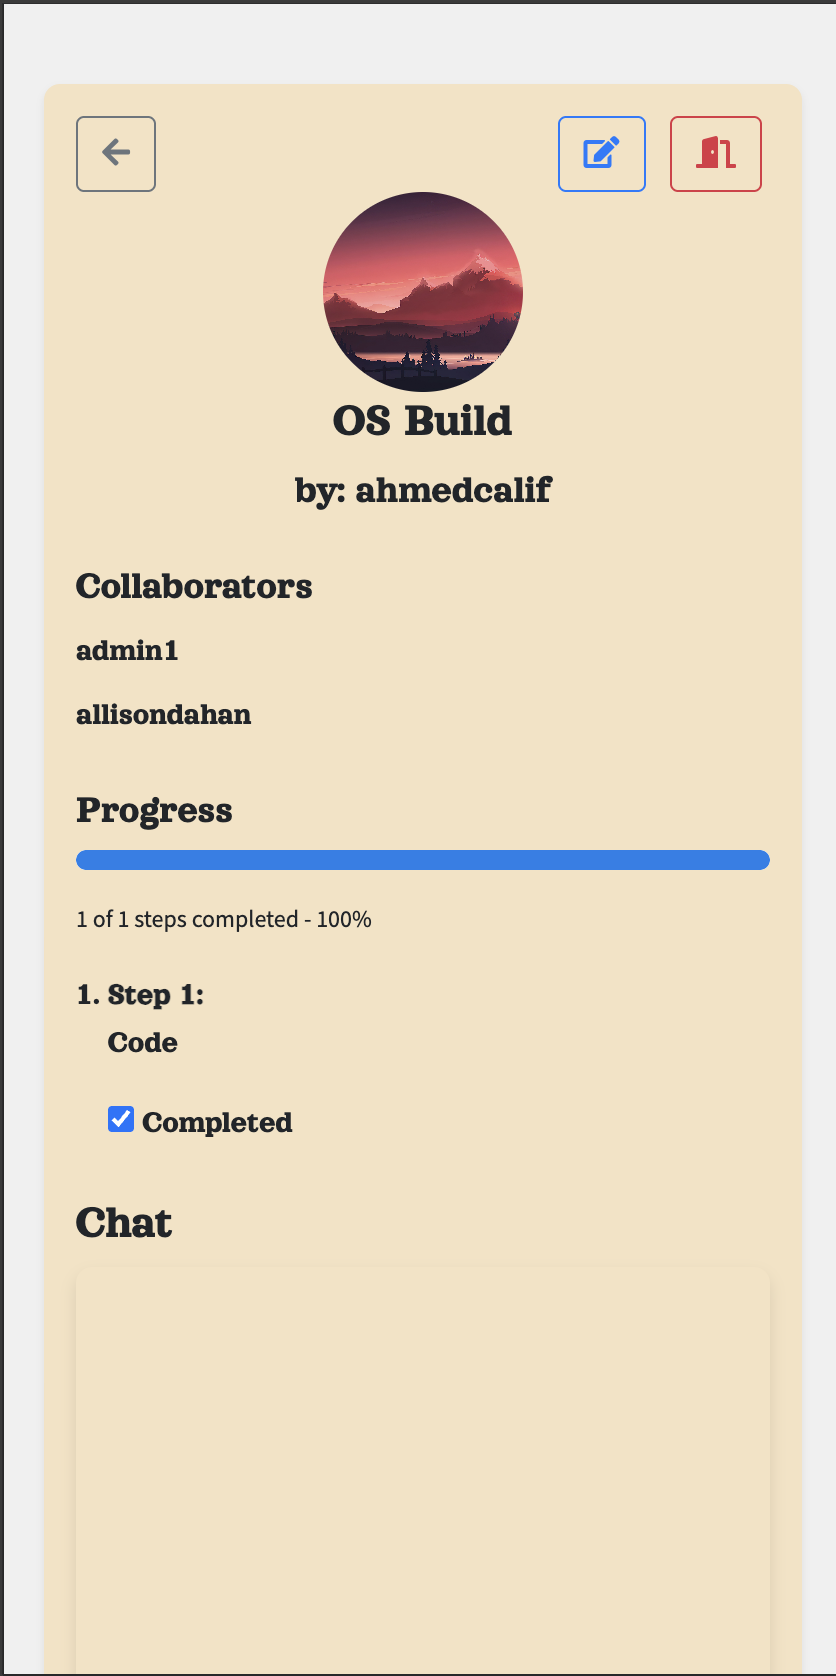 OS Build
by: ahmedcalif
Collaborators
admin1
allisondahan
Progress
1 of 1 steps completed - 100%
1. Step 1:
Code
Completed
Chat